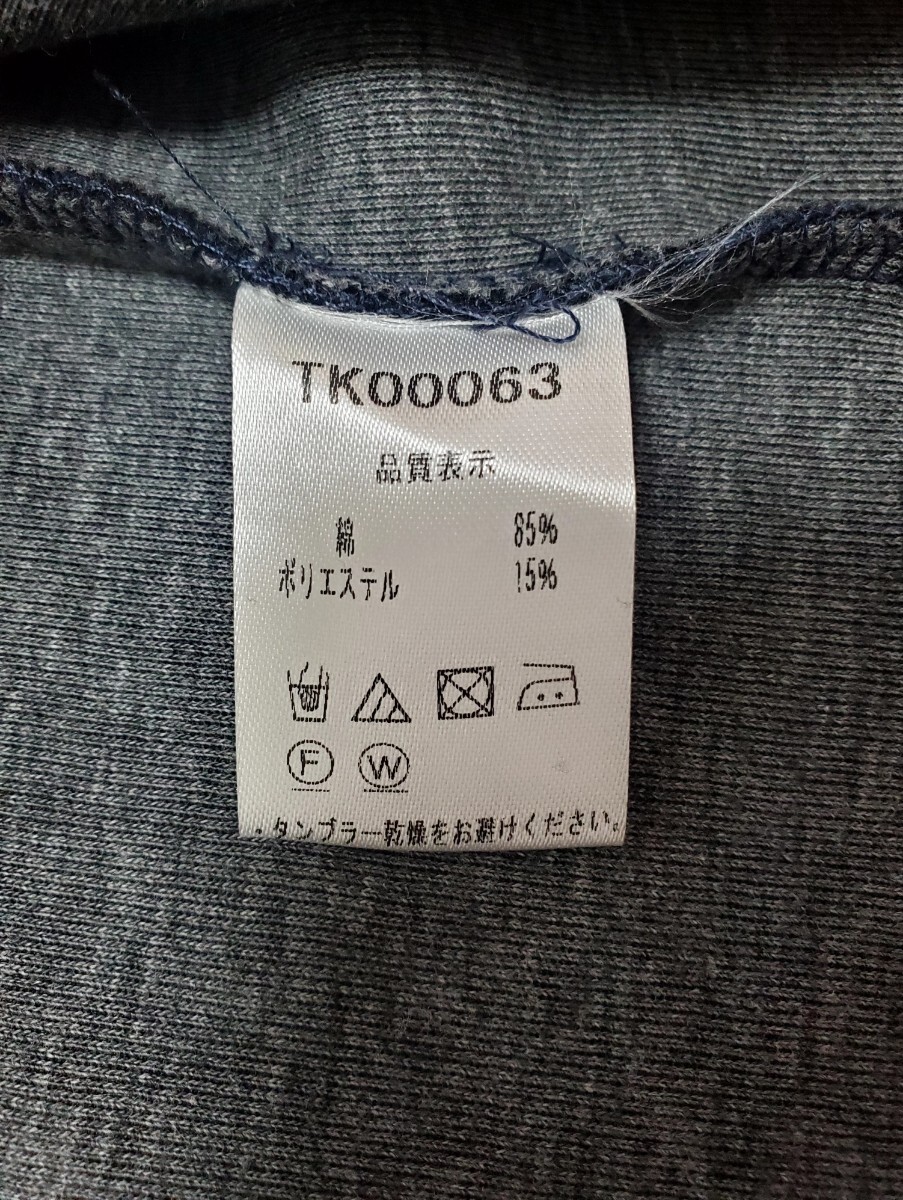 TK00063
品質表示
綿 85%
ポリエステル 15%
F W
・タンブラー乾燥をお避けください。